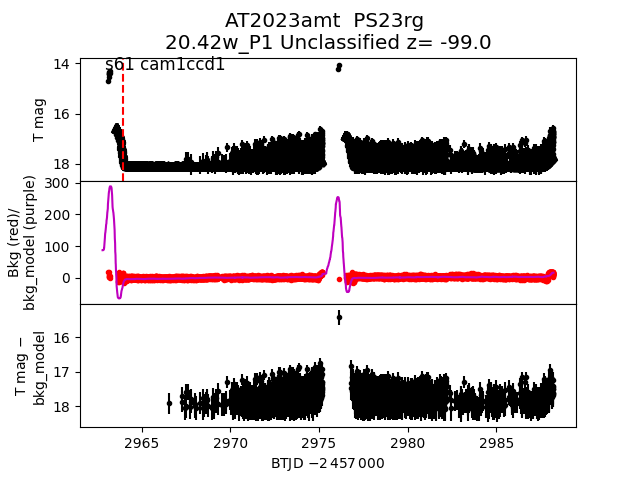 AT2023amt  PS23rg
20.42w_P1 Unclassified z= -99.0
s61 cam1ccd1
14
16
18
T mag
300
200
100
0
Bkg (red)/
bkg_model (purple)
16
17
18
T mag −
bkg_model
2965
2970
2975
2980
2985
BTJD −2 457 000